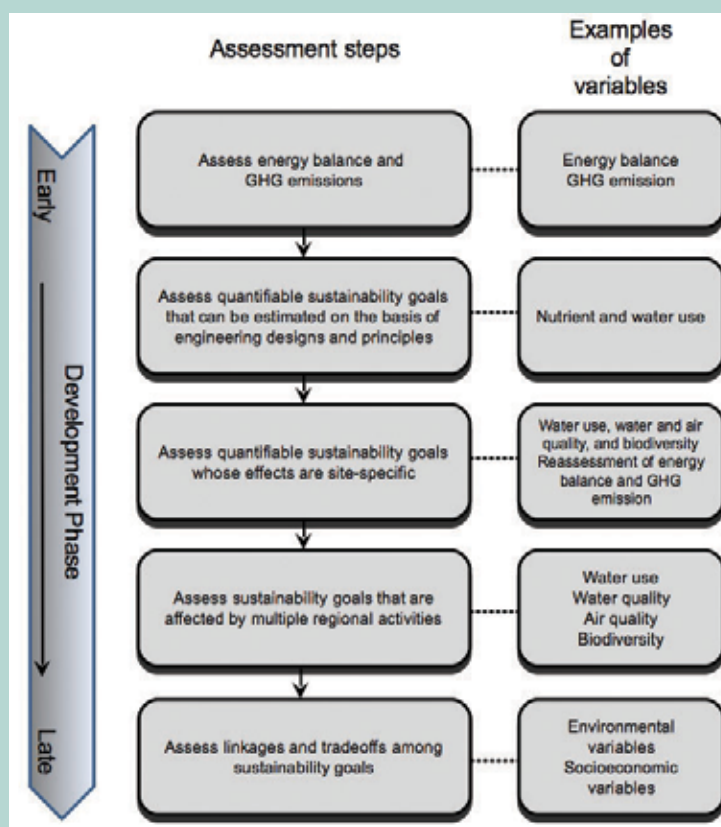 Assessment steps
Examples
of
variables
Early
Development Phase
Late
Assess energy balance and
GHG emissions
Energy balance
GHG emission
Assess quantifiable sustainability goals
that can be estimated on the basis of
engineering designs and principles
Nutrient and water use
Assess quantifiable sustainability goals
whose effects are site-specific
Water use, water and air
quality, and biodiversity
Reassessment of energy
balance and GHG
emission
Assess sustainability goals that are
affected by multiple regional activities
Water use
Water quality
Air quality
Biodiversity
Assess linkages and tradeoffs among
sustainability goals
Environmental
variables
Socioeconomic
variables